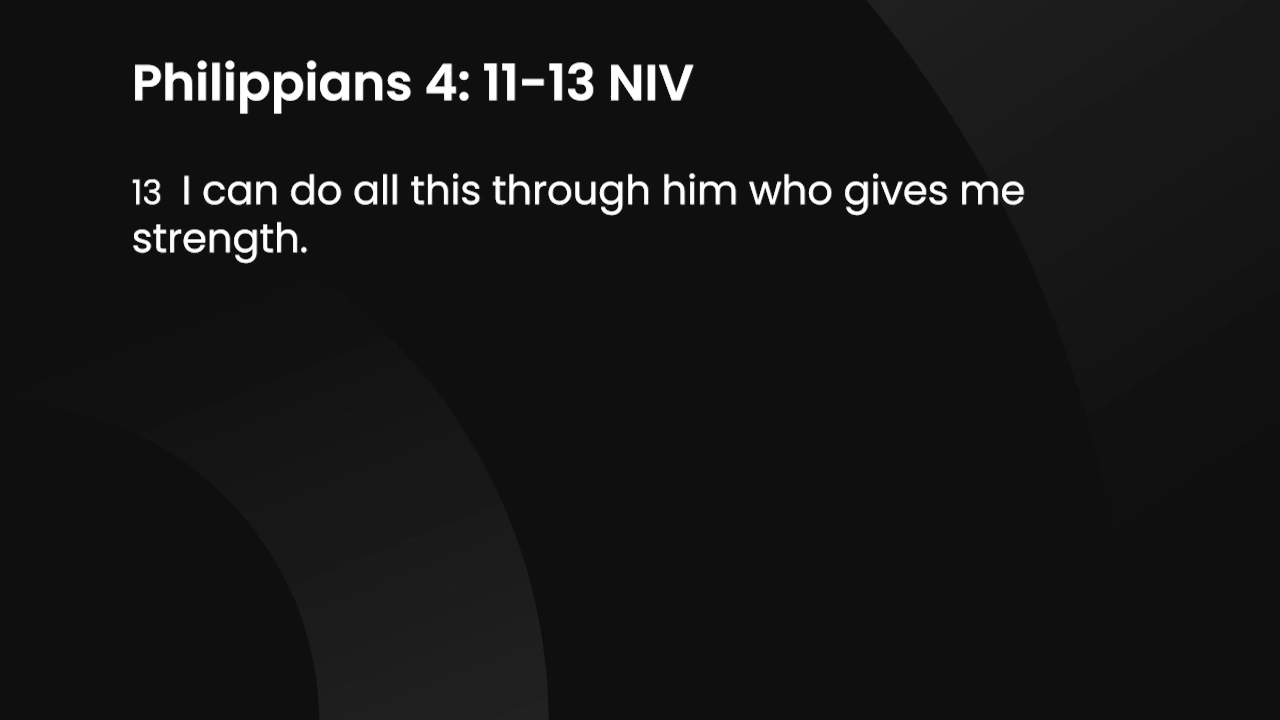 Philippians 4: 11-13 NIV
13 I can do all this through him who gives me
strength.